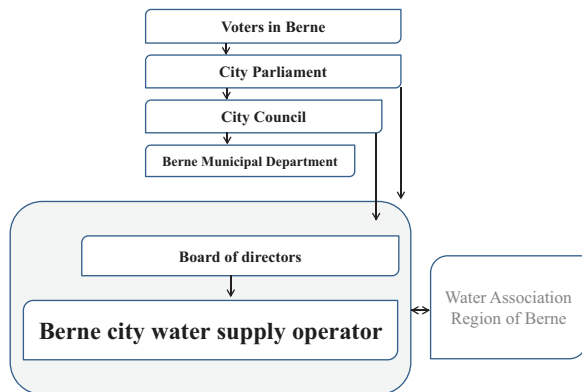 Voters in Berne
City Parliament
City Council
Berne Municipal Department
Board of directors
Berne city water supply operator
Water Association
Region of Berne